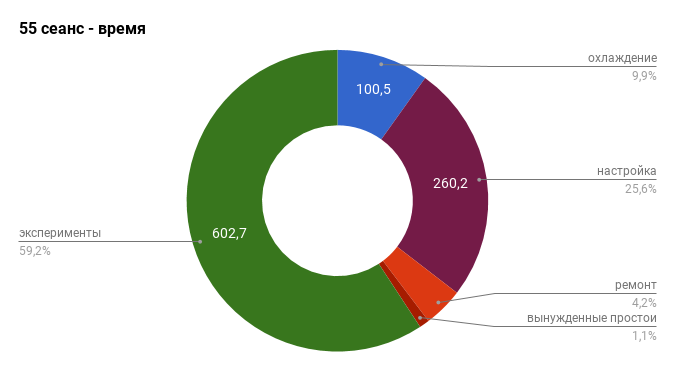 55 сеанс - время
охлаждение
9,9%
100,5
настройка
25,6%
260,2
эксперименты
59,2%
602,7
ремонт
4,2%
вынужденные простои
1,1%